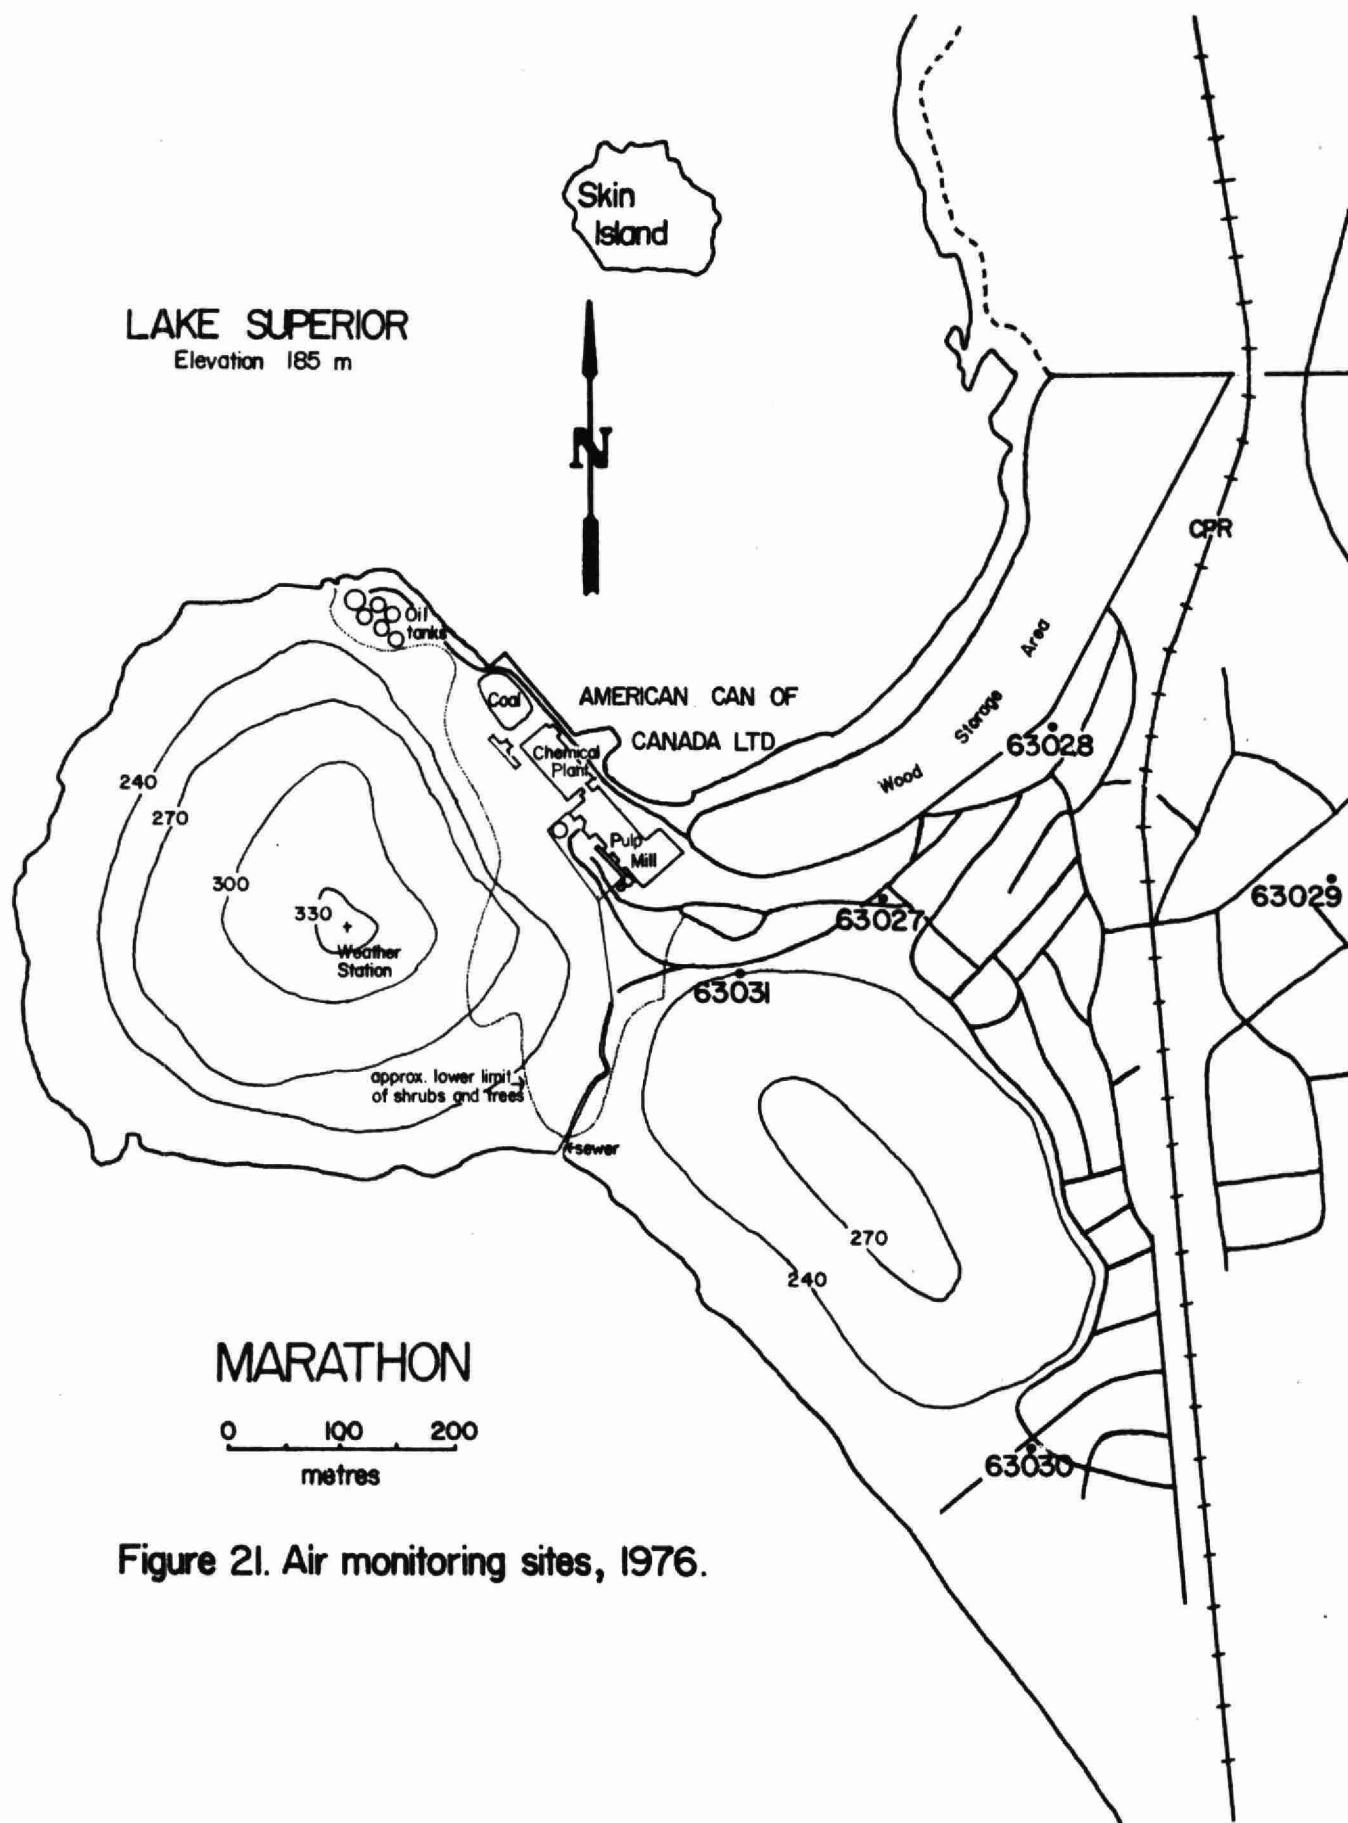 Skin
Island
LAKE SUPERIOR
Elevation 185 m
N
CPR
Oil
tanks
Coal
AMERICAN CAN OF
CANADA LTD
Chemical
Plant
Pulp
Mill
Wood Storage Area
63028
63029
63027
63031
240
270
300
330
Weather
Station
approx. lower limit
of shrubs and trees
sewer
270
240
63030
MARATHON
0 100 200
metres
Figure 21. Air monitoring sites, 1976.